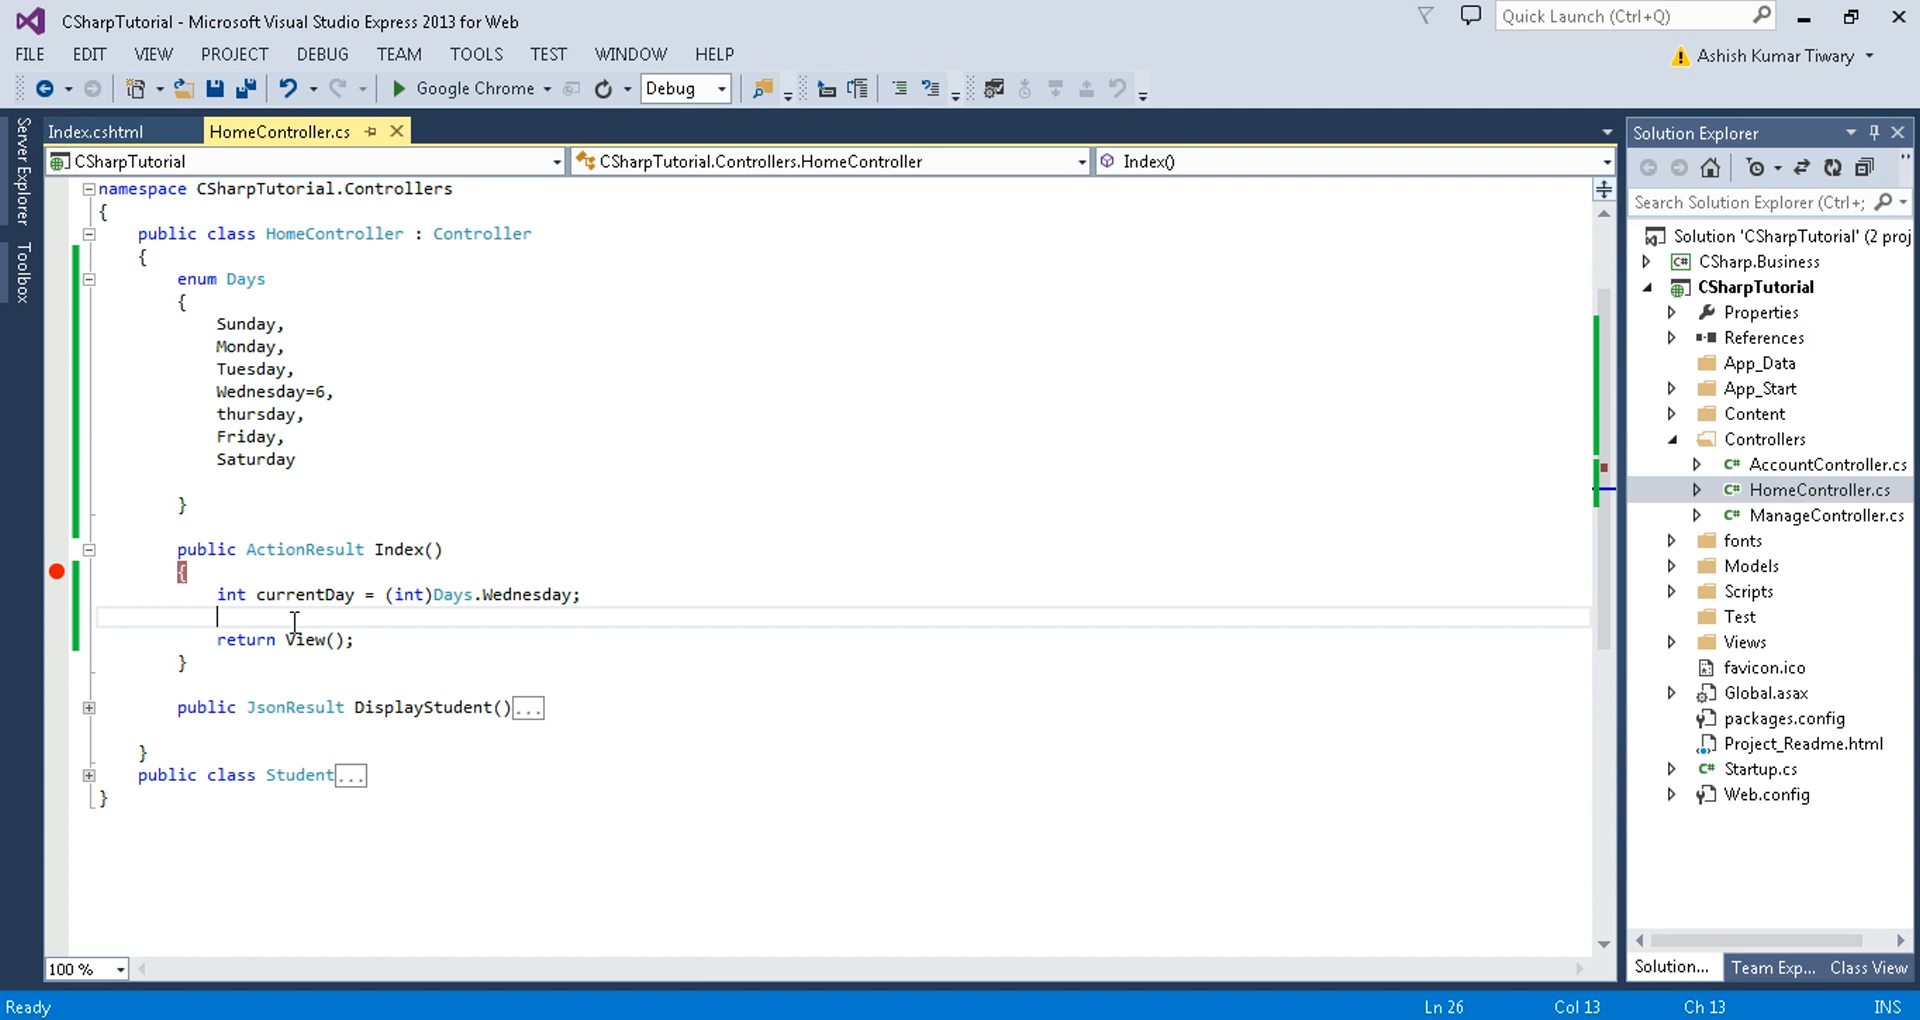 CSharpTutorial - Microsoft Visual Studio Express 2013 for Web
Quick Launch (Ctrl+Q)
FILE EDIT VIEW PROJECT DEBUG TEAM TOOLS TEST WINDOW HELP
Ashish Kumar Tiwary
Google Chrome
Debug
Server Explorer
Toolbox
Index.cshtml
HomeController.cs
CSharpTutorial
CSharpTutorial.Controllers.HomeController
Index()
namespace CSharpTutorial.Controllers
{
public class HomeController : Controller
{
enum Days
{
Sunday,
Monday,
Tuesday,
Wednesday=6,
thursday,
Friday,
Saturday
}
public ActionResult Index()
{
int currentDay = (int)Days.Wednesday;
return View();
}
public JsonResult DisplayStudent()...
}
public class Student...
}
100 %
Solution Explorer
Search Solution Explorer (Ctrl+;
Solution 'CSharpTutorial' (2 proj
C# CSharp.Business
CSharpTutorial
Properties
References
App_Data
App_Start
Content
Controllers
C# AccountController.cs
C# HomeController.cs
C# ManageController.cs
fonts
Models
Scripts
Test
Views
favicon.ico
Global.asax
packages.config
Project_Readme.html
C# Startup.cs
Web.config
Solution... Team Exp... Class View
Ready
Ln 26
Col 13
Ch 13
INS